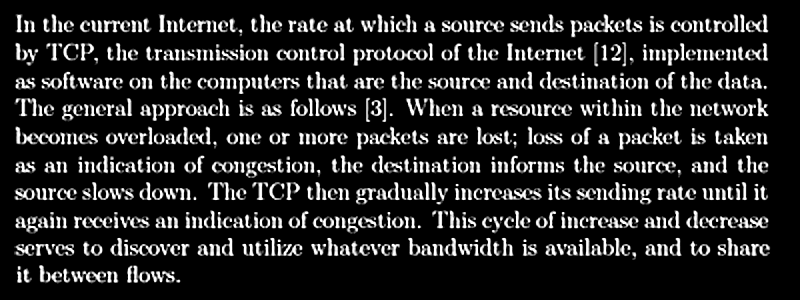 In the current Internet, the rate at which a source sends packets is controlled
by TCP, the transmission control protocol of the Internet [12], implemented
as software on the computers that are the source and destination of the data.
The general approach is as follows [3]. When a resource within the network
becomes overloaded, one or more packets are lost; loss of a packet is taken
as an indication of congestion, the destination informs the source, and the
source slows down. The TCP then gradually increases its sending rate until it
again receives an indication of congestion. This cycle of increase and decrease
serves to discover and utilize whatever bandwidth is available, and to share
it between flows.